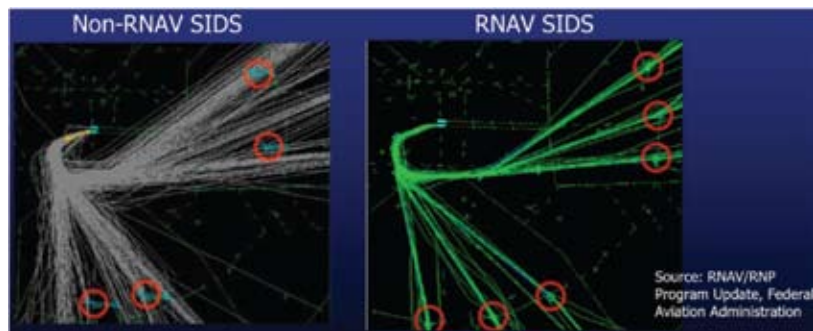 Non-RNAV SIDS
RNAV SIDS
Source: RNAV/RNP
Program Update, Federal
Aviation Administration